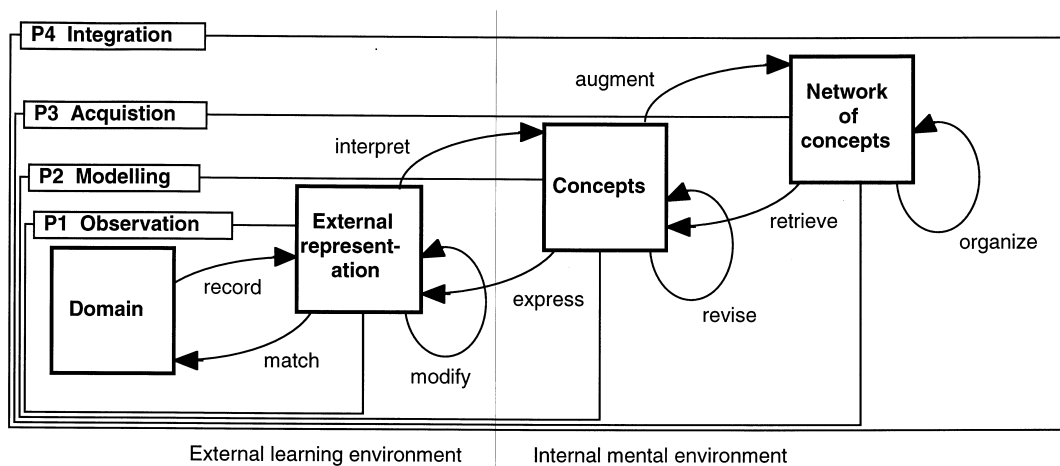 P4 Integration
augment
Network
of
concepts
P3 Acquistion
interpret
P2 Modelling
Concepts
P1 Observation
External
represent-
ation
retrieve
organize
record
express
Domain
revise
match
modify
External learning environment
Internal mental environment